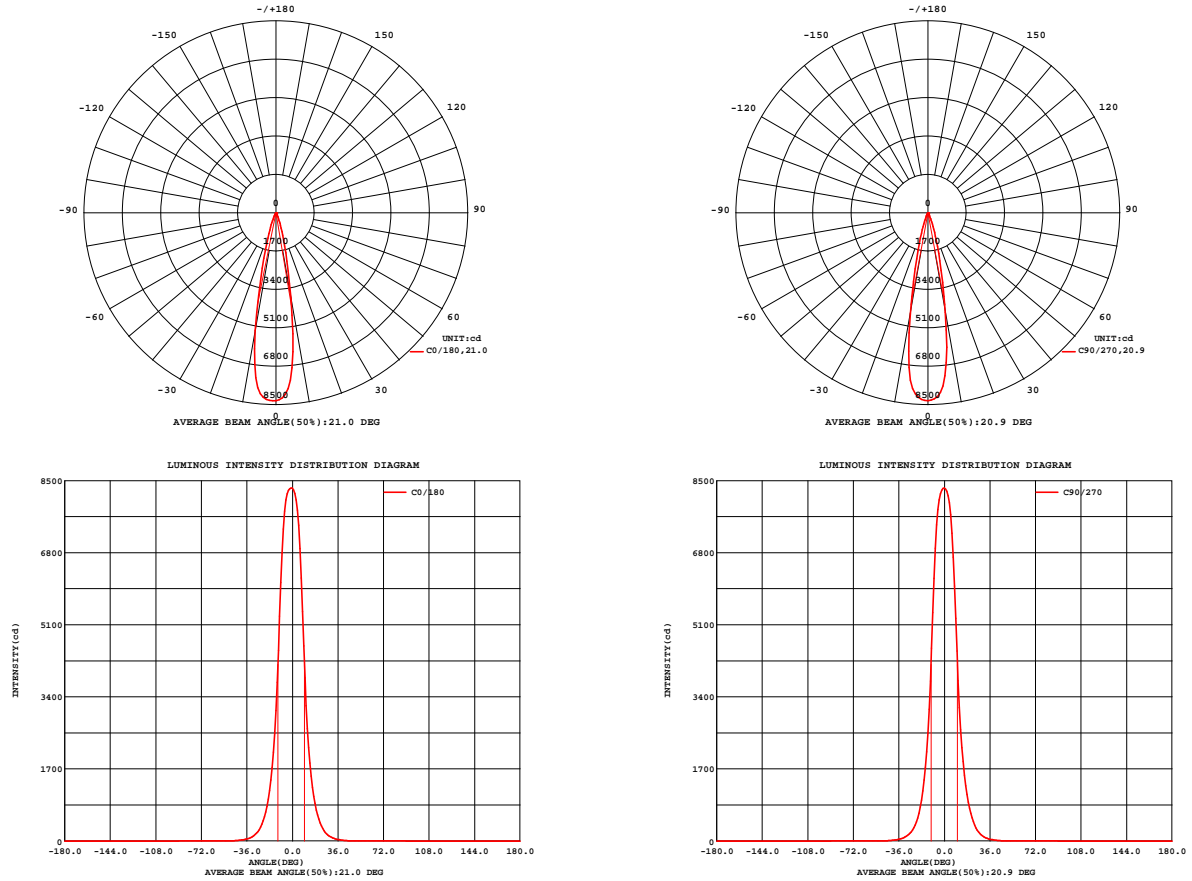 -/+180
-150
150
-120
120
-90
90
0
1700
3400
5100
6800
8500
-60
60
-30
30
0
UNIT:cd
C0/180,21.0
AVERAGE BEAM ANGLE(50%):21.0 DEG
-/+180
-150
150
-120
120
-90
90
0
1700
3400
5100
6800
8500
-60
60
-30
30
0
UNIT:cd
C90/270,20.9
AVERAGE BEAM ANGLE(50%):20.9 DEG
LUMINOUS INTENSITY DISTRIBUTION DIAGRAM
C0/180
8500
6800
5100
3400
1700
0
INTENSITY(cd)
-180.0 -144.0 -108.0 -72.0 -36.0 0.0 36.0 72.0 108.0 144.0 180.0
ANGLE(DEG)
AVERAGE BEAM ANGLE(50%):21.0 DEG
LUMINOUS INTENSITY DISTRIBUTION DIAGRAM
C90/270
8500
6800
5100
3400
1700
0
INTENSITY(cd)
-180.0 -144.0 -108.0 -72.0 -36.0 0.0 36.0 72.0 108.0 144.0 180.0
ANGLE(DEG)
AVERAGE BEAM ANGLE(50%):20.9 DEG